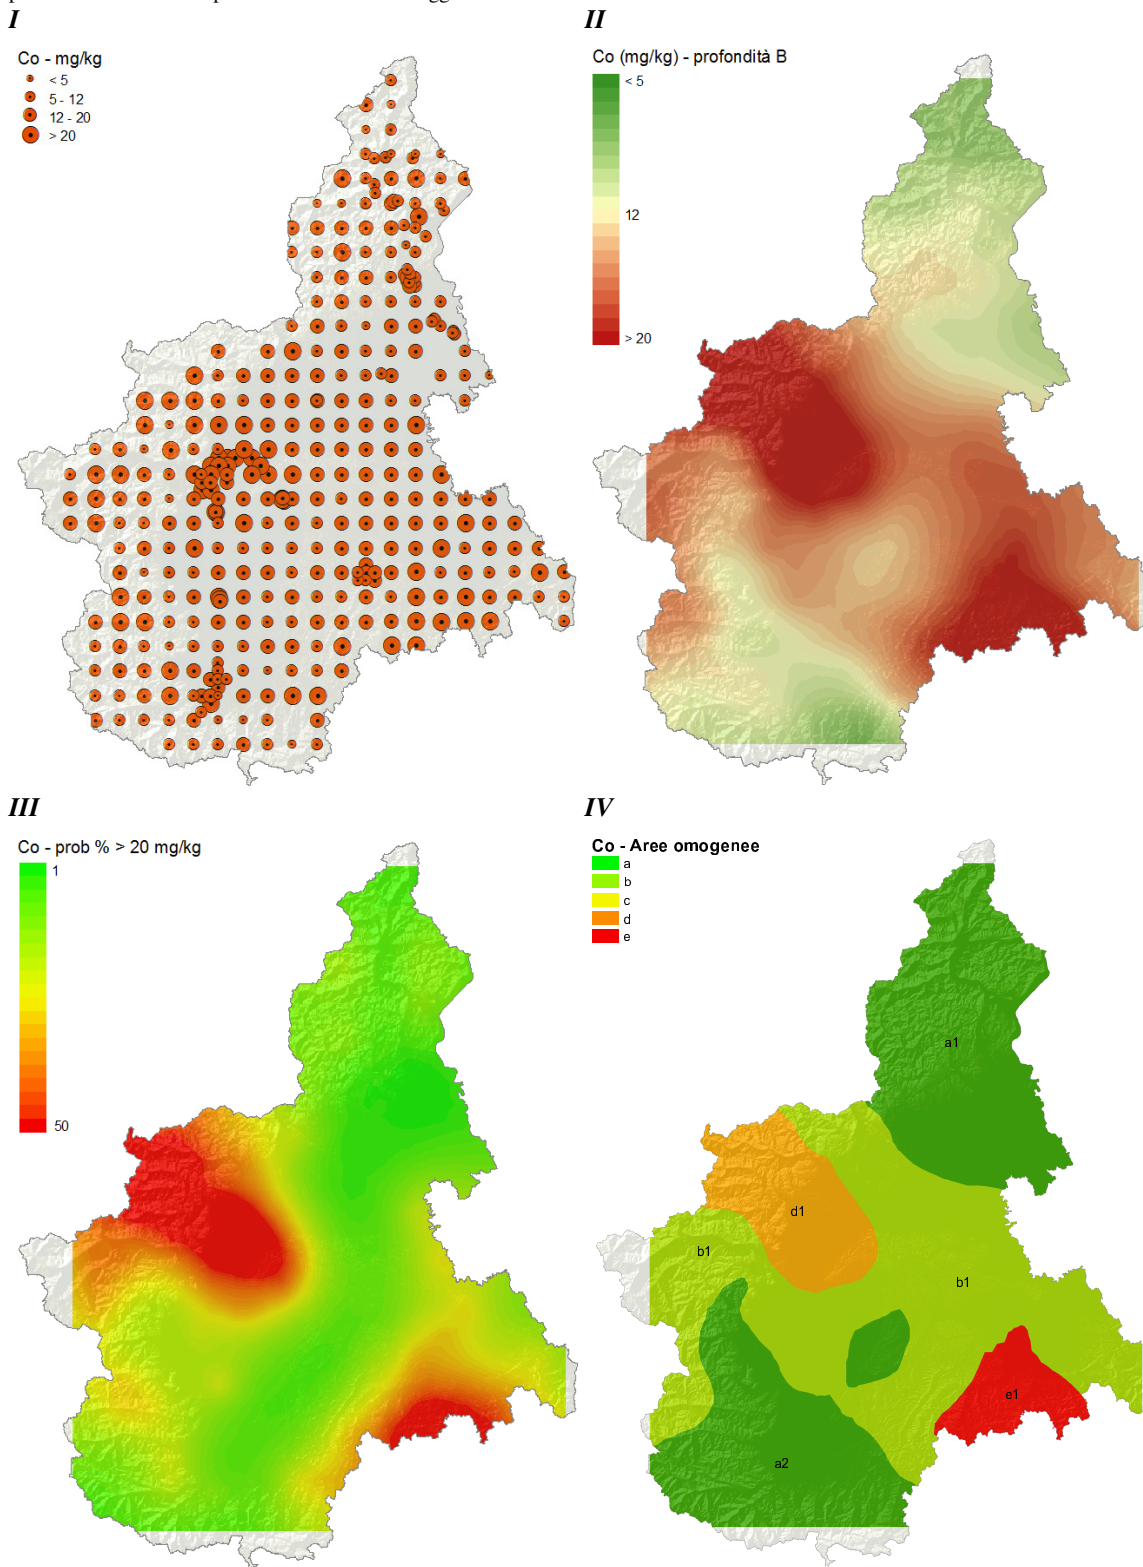 I
Co - mg/kg
< 5
5 - 12
12 - 20
> 20
II
Co (mg/kg) - profondità B
< 5
12
> 20
III
Co - prob % > 20 mg/kg
1
50
IV
Co - Aree omogenee
a
b
c
d
e
a1
d1
b1
b1
e1
a2